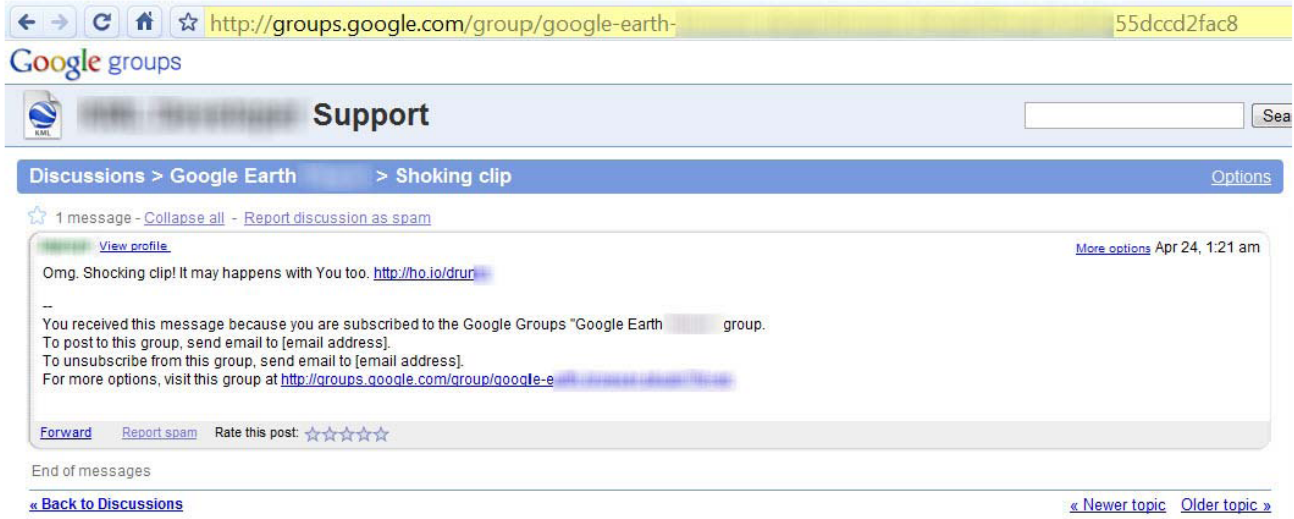 http://groups.google.com/group/google-earth- 55dccd2fac8
Google groups
KML
Support
Sea
Discussions > Google Earth > Shoking clip
Options
1 message - Collapse all - Report discussion as spam
View profile
More options Apr 24, 1:21 am
Omg. Shocking clip! It may happens with You too. http://ho.io/drun
--
You received this message because you are subscribed to the Google Groups "Google Earth group.
To post to this group, send email to [email address].
To unsubscribe from this group, send email to [email address].
For more options, visit this group at http://groups.google.com/group/google-e
Forward Report spam Rate this post:
End of messages
« Back to Discussions
« Newer topic Older topic »